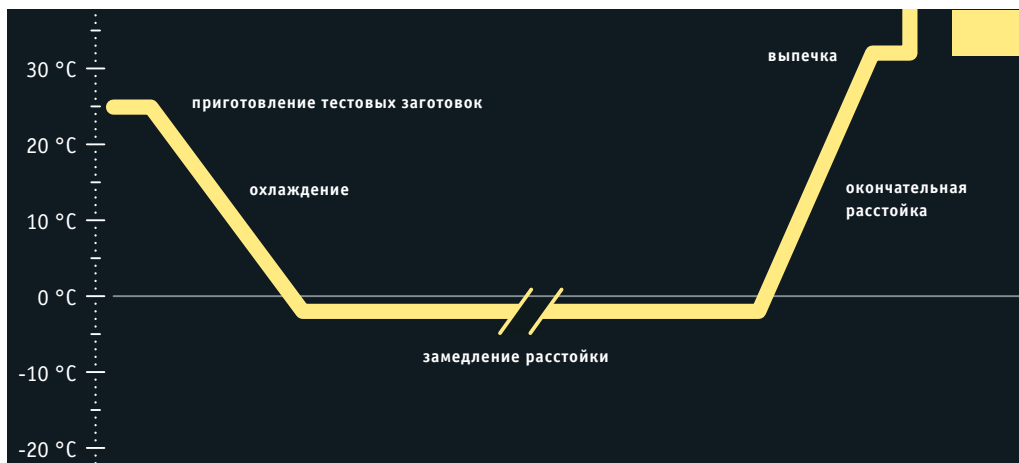 выпечка
30 °C
приготовление тестовых заготовок
20 °C
охлаждение
окончательная
расстойка
10 °C
0 °C
замедление расстойки
-10 °C
-20 °C